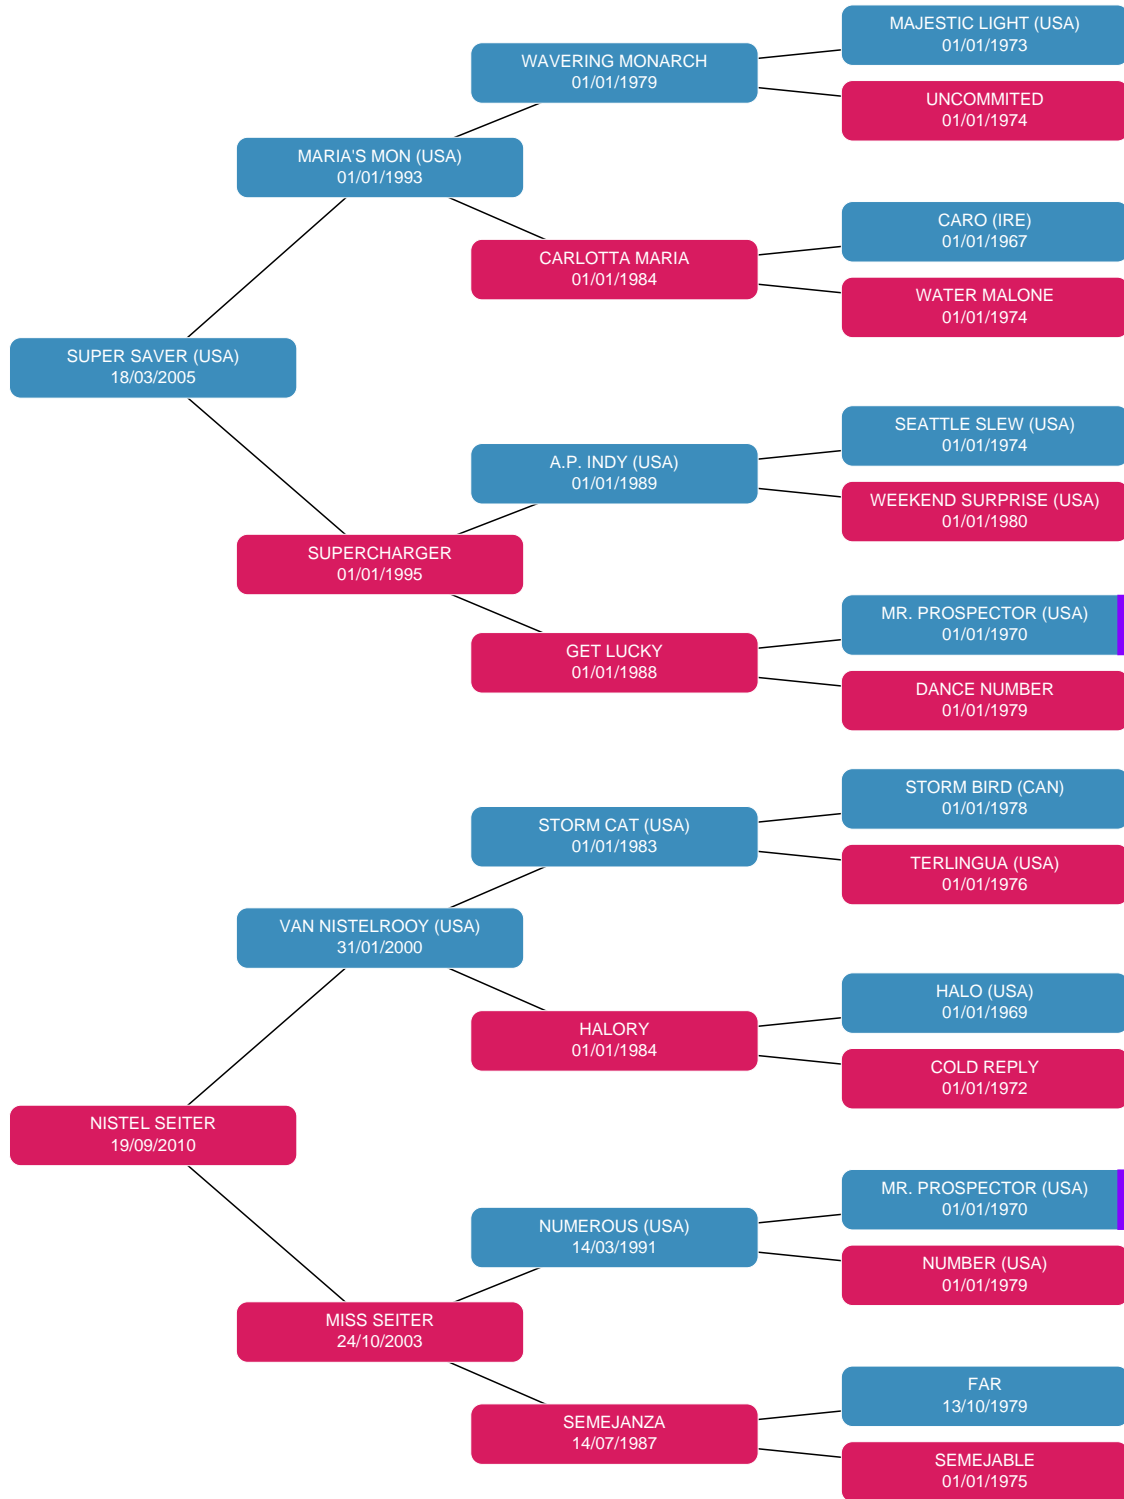 MAJESTIC LIGHT (USA)
01/01/1973
WAVERING MONARCH
01/01/1979
UNCOMMITED
01/01/1974
MARIA'S MON (USA)
01/01/1993
CARO (IRE)
01/01/1967
CARLOTTA MARIA
01/01/1984
WATER MALONE
01/01/1974
SUPER SAVER (USA)
18/03/2005
SEATTLE SLEW (USA)
01/01/1974
A.P. INDY (USA)
01/01/1989
WEEKEND SURPRISE (USA)
01/01/1980
SUPERCHARGER
01/01/1995
MR. PROSPECTOR (USA)
01/01/1970
GET LUCKY
01/01/1988
DANCE NUMBER
01/01/1979
STORM BIRD (CAN)
01/01/1978
STORM CAT (USA)
01/01/1983
TERLINGUA (USA)
01/01/1976
VAN NISTELROOY (USA)
31/01/2000
HALO (USA)
01/01/1969
HALORY
01/01/1984
COLD REPLY
01/01/1972
NISTEL SEITER
19/09/2010
MR. PROSPECTOR (USA)
01/01/1970
NUMEROUS (USA)
14/03/1991
NUMBER (USA)
01/01/1979
MISS SEITER
24/10/2003
FAR
13/10/1979
SEMEJANZA
14/07/1987
SEMEJABLE
01/01/1975